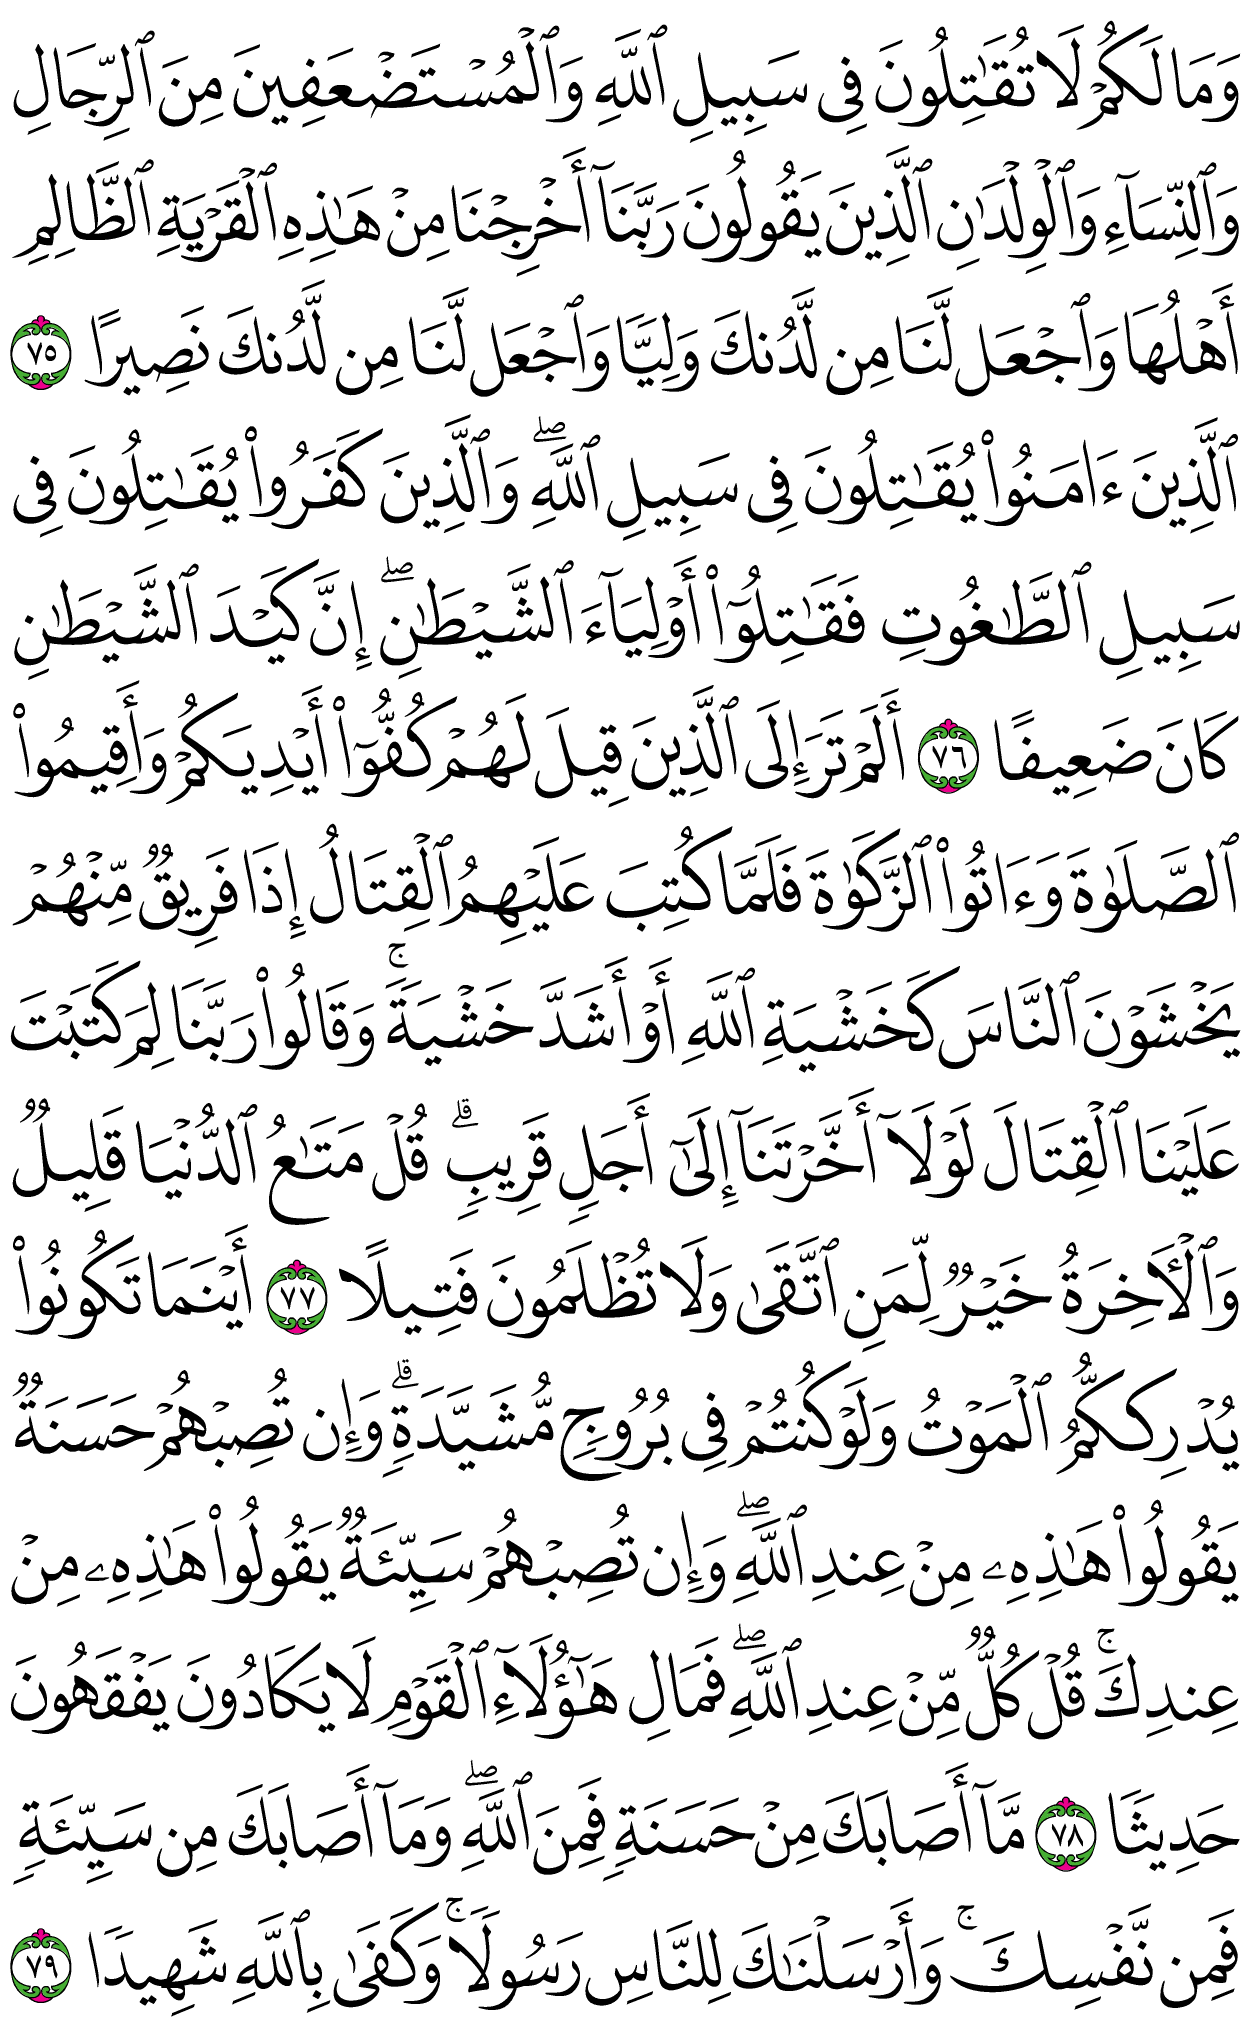 وَمَا لَكُمۡ لَا تُقَٰتِلُونَ فِي سَبِيلِ ٱللَّهِ وَٱلۡمُسۡتَضۡعَفِينَ مِنَ ٱلرِّجَالِ
وَٱلنِّسَآءِ وَٱلۡوِلۡدَٰنِ ٱلَّذِينَ يَقُولُونَ رَبَّنَآ أَخۡرِجۡنَا مِنۡ هَٰذِهِ ٱلۡقَرۡيَةِ ٱلظَّالِمِ
أَهۡلُهَا وَٱجۡعَل لَّنَا مِن لَّدُنكَ وَلِيّٗا وَٱجۡعَل لَّنَا مِن لَّدُنكَ نَصِيرًا ٧٥
ٱلَّذِينَ ءَامَنُواْ يُقَٰتِلُونَ فِي سَبِيلِ ٱللَّهِۖ وَٱلَّذِينَ كَفَرُواْ يُقَٰتِلُونَ فِي
سَبِيلِ ٱلطَّٰغُوتِ فَقَٰتِلُوٓاْ أَوۡلِيَآءَ ٱلشَّيۡطَٰنِۖ إِنَّ كَيۡدَ ٱلشَّيۡطَٰنِ
كَانَ ضَعِيفًا ٧٦ أَلَمۡ تَرَ إِلَى ٱلَّذِينَ قِيلَ لَهُمۡ كُفُّوٓاْ أَيۡدِيَكُمۡ وَأَقِيمُواْ
ٱلصَّلَوٰةَ وَءَاتُواْ ٱلزَّكَوٰةَ فَلَمَّا كُتِبَ عَلَيۡهِمُ ٱلۡقِتَالُ إِذَا فَرِيقٞ مِّنۡهُمۡ
يَخۡشَوۡنَ ٱلنَّاسَ كَخَشۡيَةِ ٱللَّهِ أَوۡ أَشَدَّ خَشۡيَةٗۚ وَقَالُواْ رَبَّنَا لِمَ كَتَبۡتَ
عَلَيۡنَا ٱلۡقِتَالَ لَوۡلَآ أَخَّرۡتَنَآ إِلَىٰٓ أَجَلٖ قَرِيبٖۗ قُلۡ مَتَٰعُ ٱلدُّنۡيَا قَلِيلٞ
وَٱلۡأٓخِرَةُ خَيۡرٞ لِّمَنِ ٱتَّقَىٰ وَلَا تُظۡلَمُونَ فَتِيلًا ٧٧ أَيۡنَمَا تَكُونُواْ
يُدۡرِككُّمُ ٱلۡمَوۡتُ وَلَوۡ كُنتُمۡ فِي بُرُوجٖ مُّشَيَّدَةٖۗ وَإِن تُصِبۡهُمۡ حَسَنَةٞ
يَقُولُواْ هَٰذِهِۦ مِنۡ عِندِ ٱللَّهِۖ وَإِن تُصِبۡهُمۡ سَيِّئَةٞ يَقُولُواْ هَٰذِهِۦ مِنۡ
عِندِكَۚ قُلۡ كُلّٞ مِّنۡ عِندِ ٱللَّهِۖ فَمَالِ هَٰٓؤُلَآءِ ٱلۡقَوۡمِ لَا يَكَادُونَ يَفۡقَهُونَ
حَدِيثٗا ٧٨ مَّآ أَصَابَكَ مِنۡ حَسَنَةٖ فَمِنَ ٱللَّهِۖ وَمَآ أَصَابَكَ مِن سَيِّئَةٖ
فَمِن نَّفۡسِكَۚ وَأَرۡسَلۡنَٰكَ لِلنَّاسِ رَسُولٗاۚ وَكَفَىٰ بِٱللَّهِ شَهِيدٗا ٧٩